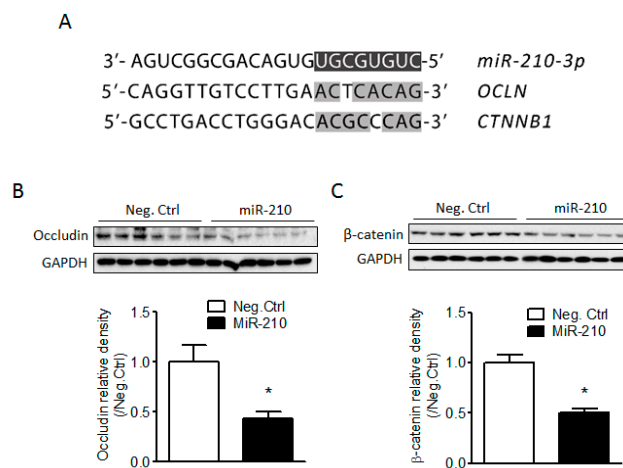 A
3'- AGUCGGCGACAGUGUGCGUGUC-5' miR-210-3p
5'-CAGGTTGTCCTTGAACTCACAG-3' OCLN
5'-GCCTGACCTGGGACACGCCCAG-3' CTNNB1
B
Neg. Ctrl miR-210
Occludin
GAPDH
Occludin relative density
(/Neg.Ctrl)
1.5
1.0
0.5
0.0
Neg.Ctrl
MiR-210
*
C
Neg. Ctrl miR-210
β-catenin
GAPDH
β-catenin relative density
(/Neg.Ctrl)
1.5
1.0
0.5
0.0
Neg. Ctrl
MiR-210
*